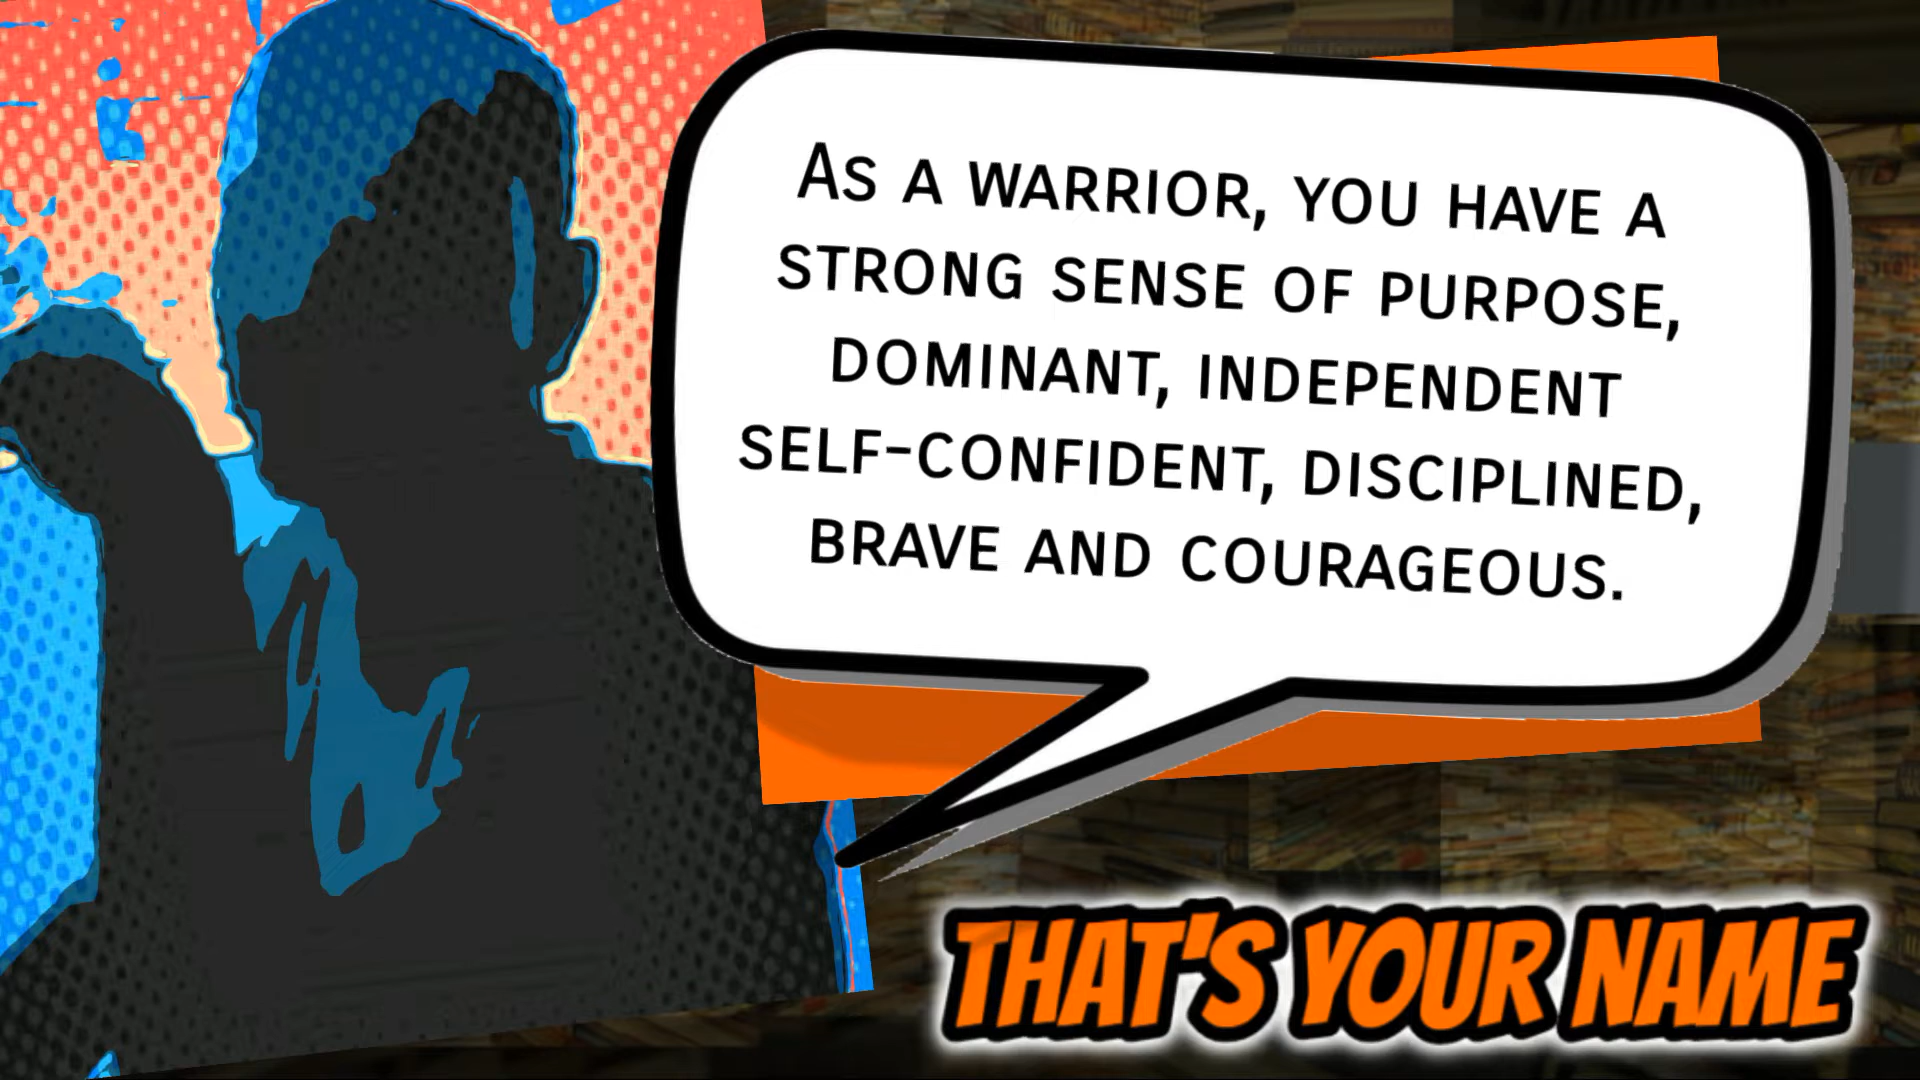 As a warrior, you have a
strong sense of purpose,
dominant, independent
self-confident, disciplined,
brave and courageous.
THAT'S YOUR NAME